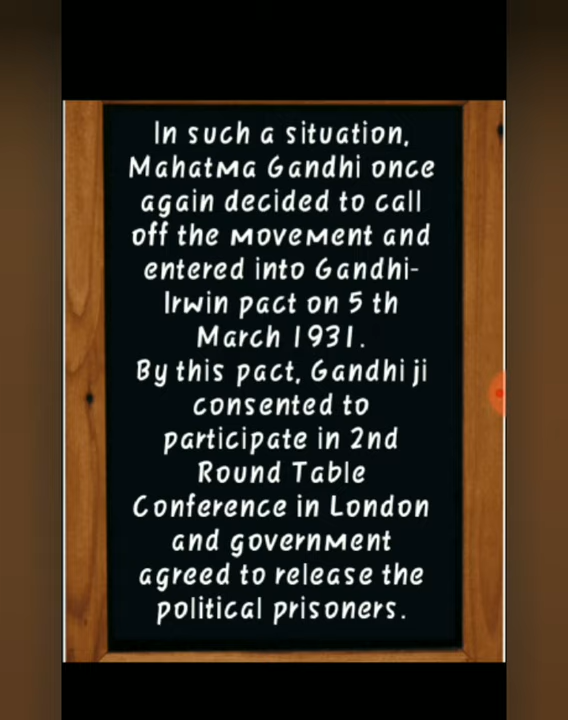 In such a situation,
Mahatma Gandhi once
again decided to call
off the movement and
entered into Gandhi-
Irwin pact on 5 th
March 1931.
By this pact, Gandhi ji
consented to
participate in 2nd
Round Table
Conference in London
and government
agreed to release the
political prisoners.